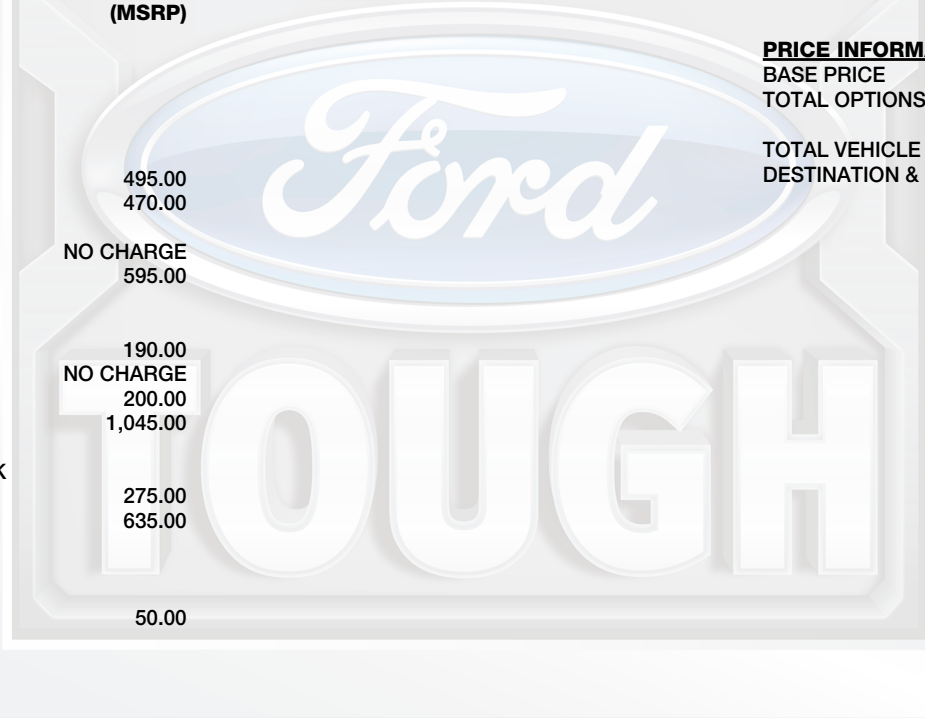 (MSRP)
495.00
470.00
NO CHARGE
595.00
190.00
NO CHARGE
200.00
1,045.00
K
275.00
635.00
50.00
PRICE INFORMA
BASE PRICE
TOTAL OPTIONS
TOTAL VEHICLE
DESTINATION &
Ford
TOUGH